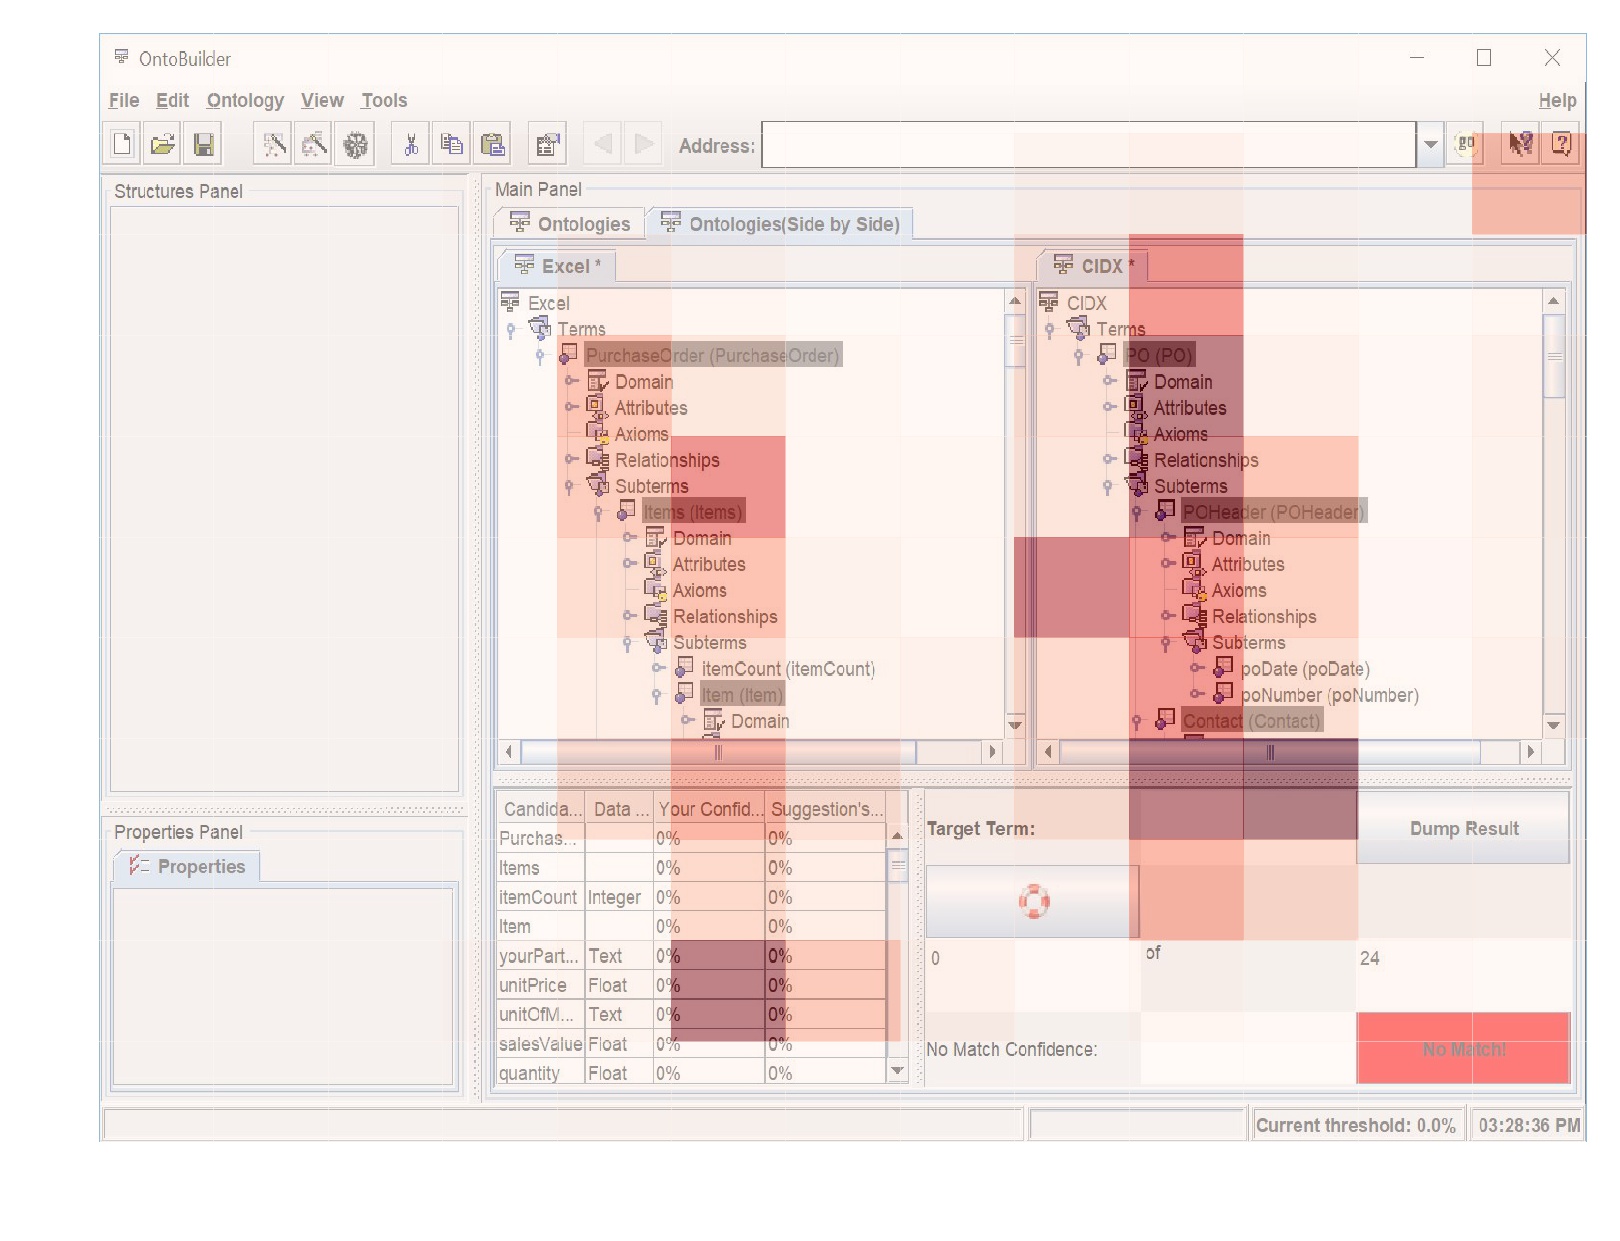 OntoBuilder
File Edit Ontology View Tools Help
Address: go
Structures Panel
Main Panel
Ontologies Ontologies(Side by Side)
Excel * CIDX *
Excel
Terms
PurchaseOrder (PurchaseOrder)
Domain
Attributes
Axioms
Relationships
Subterms
Items (Items)
Domain
Attributes
Axioms
Relationships
Subterms
itemCount (itemCount)
Item (Item)
Domain
CIDX
Terms
PO (PO)
Domain
Attributes
Axioms
Relationships
Subterms
POHeader (POHeader)
Domain
Attributes
Axioms
Relationships
Subterms
poDate (poDate)
poNumber (poNumber)
Contact (Contact)
Properties Panel
Properties
Candida... Data ... Your Confid... Suggestion's...
Purchas... 0% 0%
Items 0% 0%
itemCount Integer 0% 0%
Item 0% 0%
yourPart... Text 0% 0%
unitPrice Float 0% 0%
unitOfM... Text 0% 0%
salesValue Float 0% 0%
quantity Float 0% 0%
Target Term: Dump Result
0 of 24
No Match Confidence: No Match!
Current threshold: 0.0% 03:28:36 PM